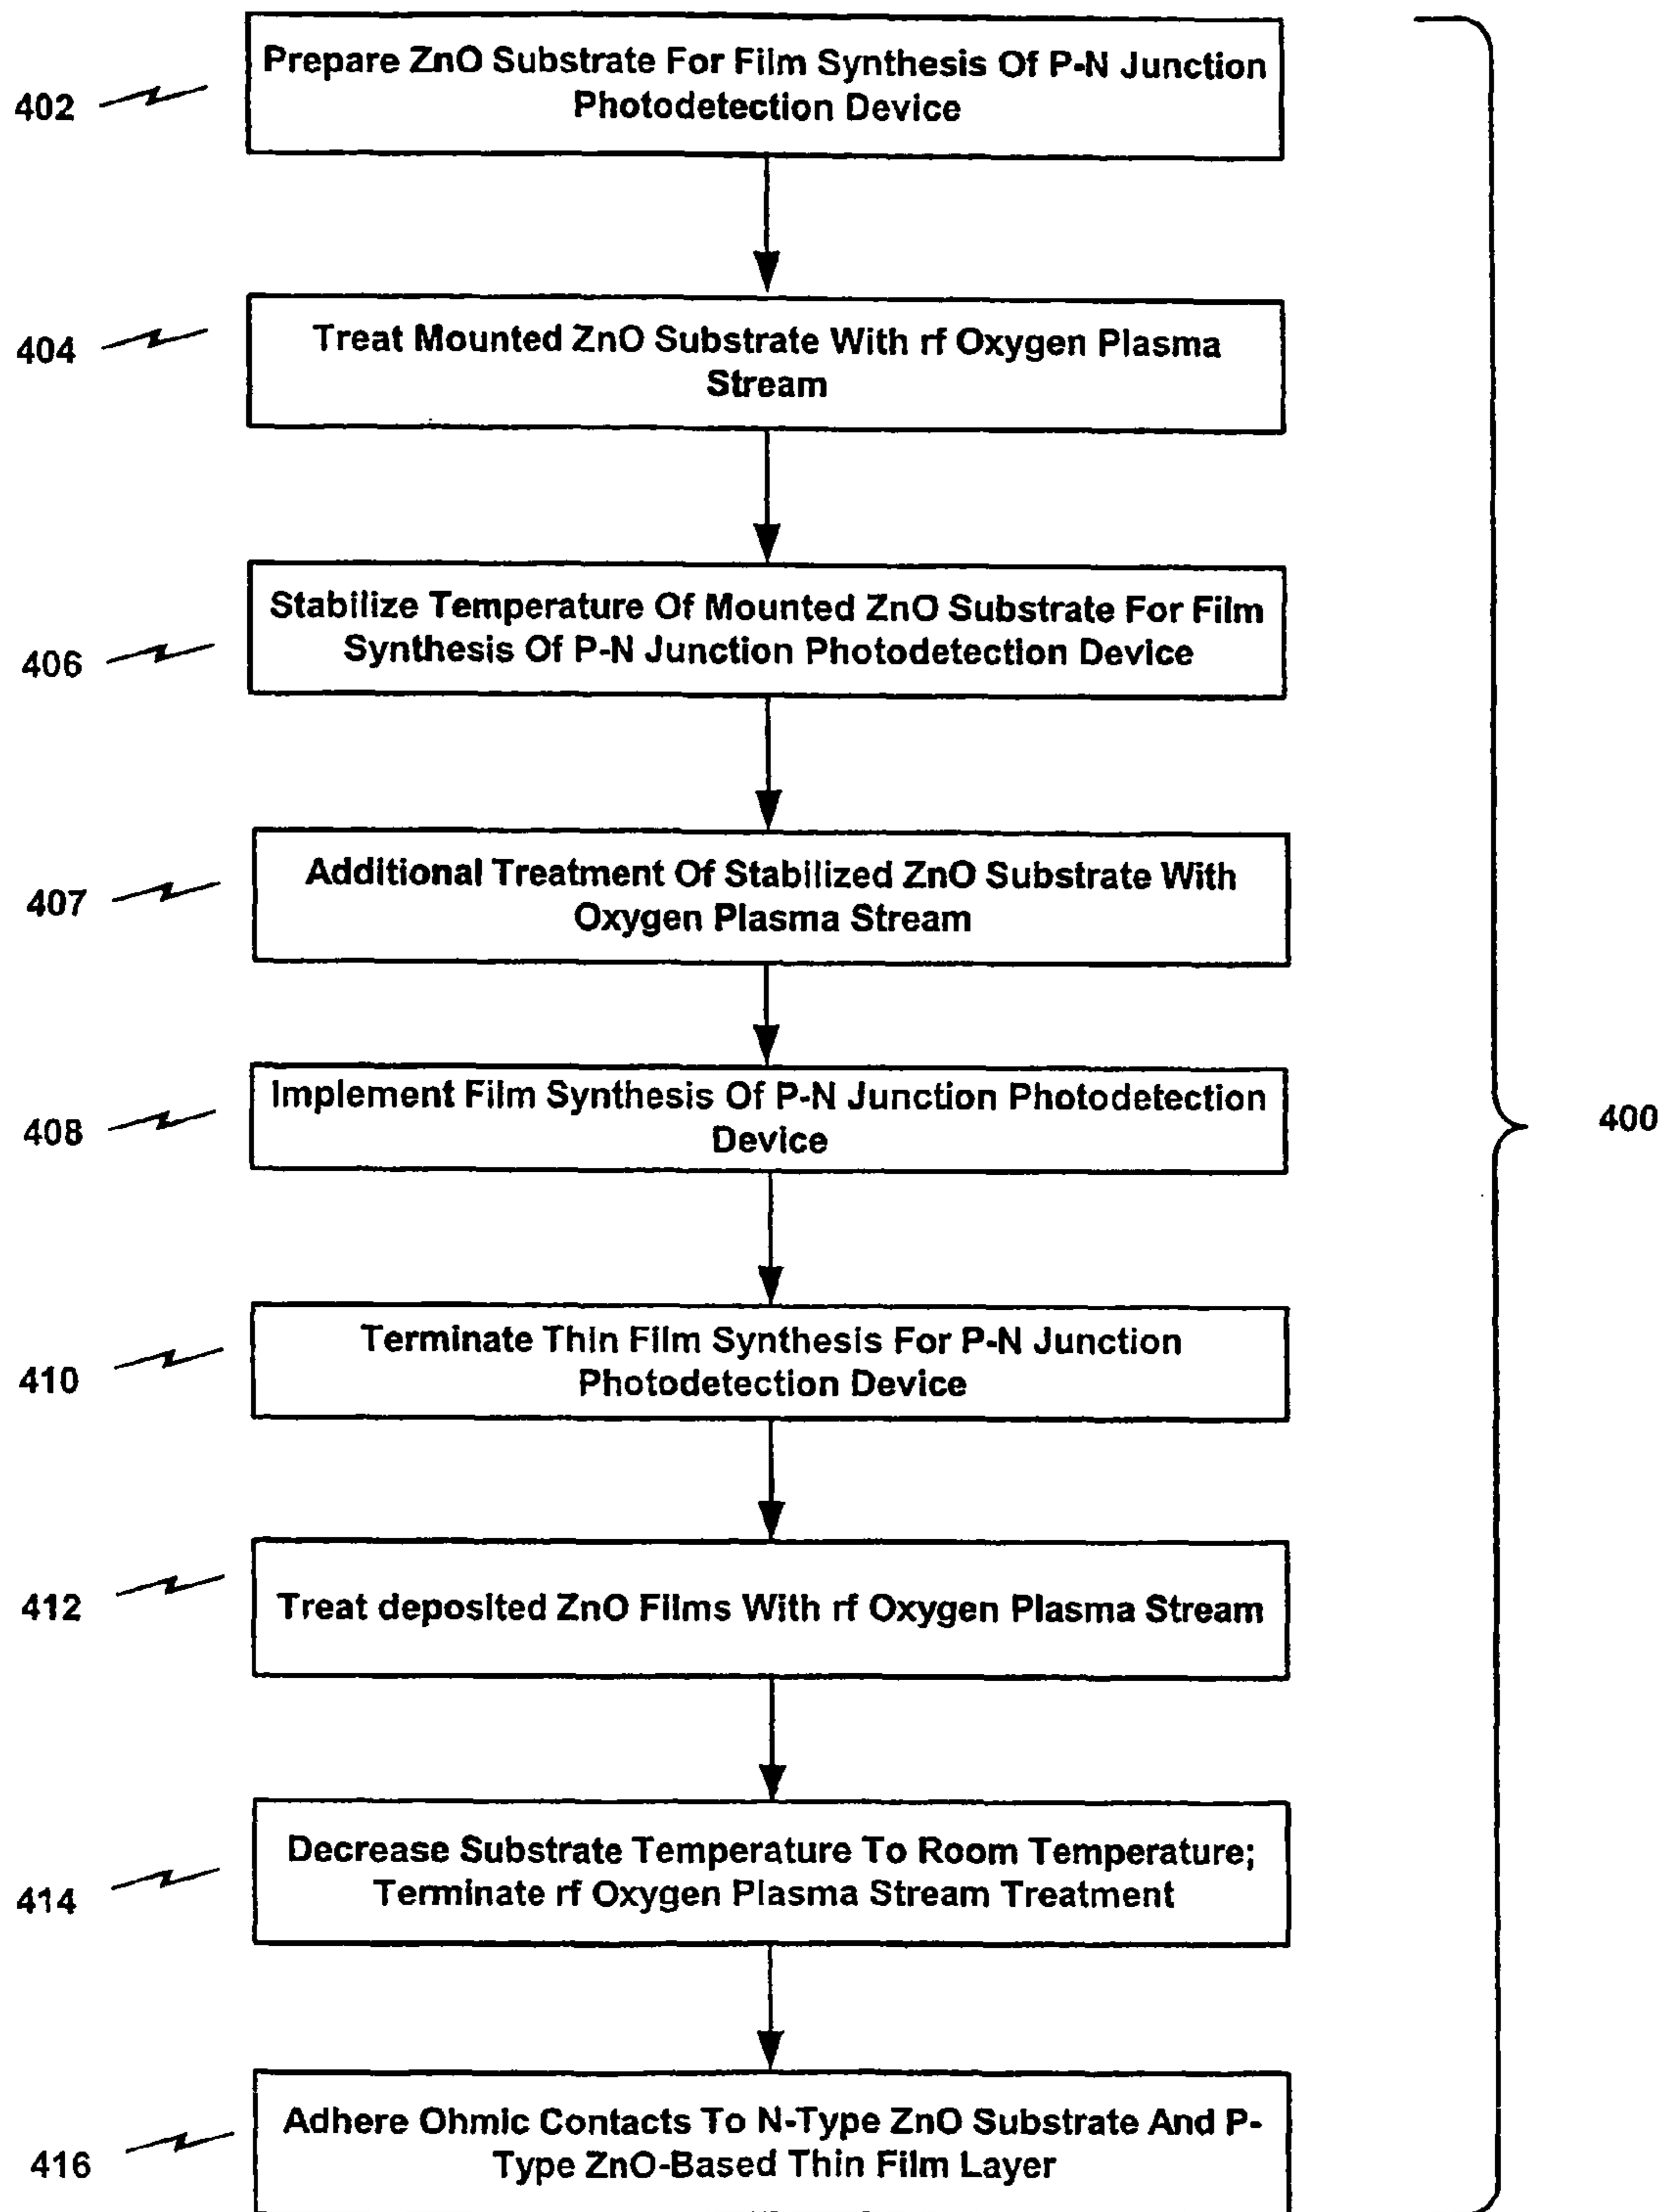 Prepare ZnO Substrate For Film Synthesis Of P-N Junction
Photodetection Device
402
Treat Mounted ZnO Substrate With rf Oxygen Plasma
Stream
404
Stabilize Temperature Of Mounted ZnO Substrate For Film
Synthesis Of P-N Junction Photodetection Device
406
Additional Treatment Of Stabilized ZnO Substrate With
Oxygen Plasma Stream
407
Implement Film Synthesis Of P-N Junction Photodetection
Device
408
400
Terminate Thin Film Synthesis For P-N Junction
Photodetection Device
410
Treat deposited ZnO Films With rf Oxygen Plasma Stream
412
Decrease Substrate Temperature To Room Temperature;
Terminate rf Oxygen Plasma Stream Treatment
414
Adhere Ohmic Contacts To N-Type ZnO Substrate And P-
Type ZnO-Based Thin Film Layer
416